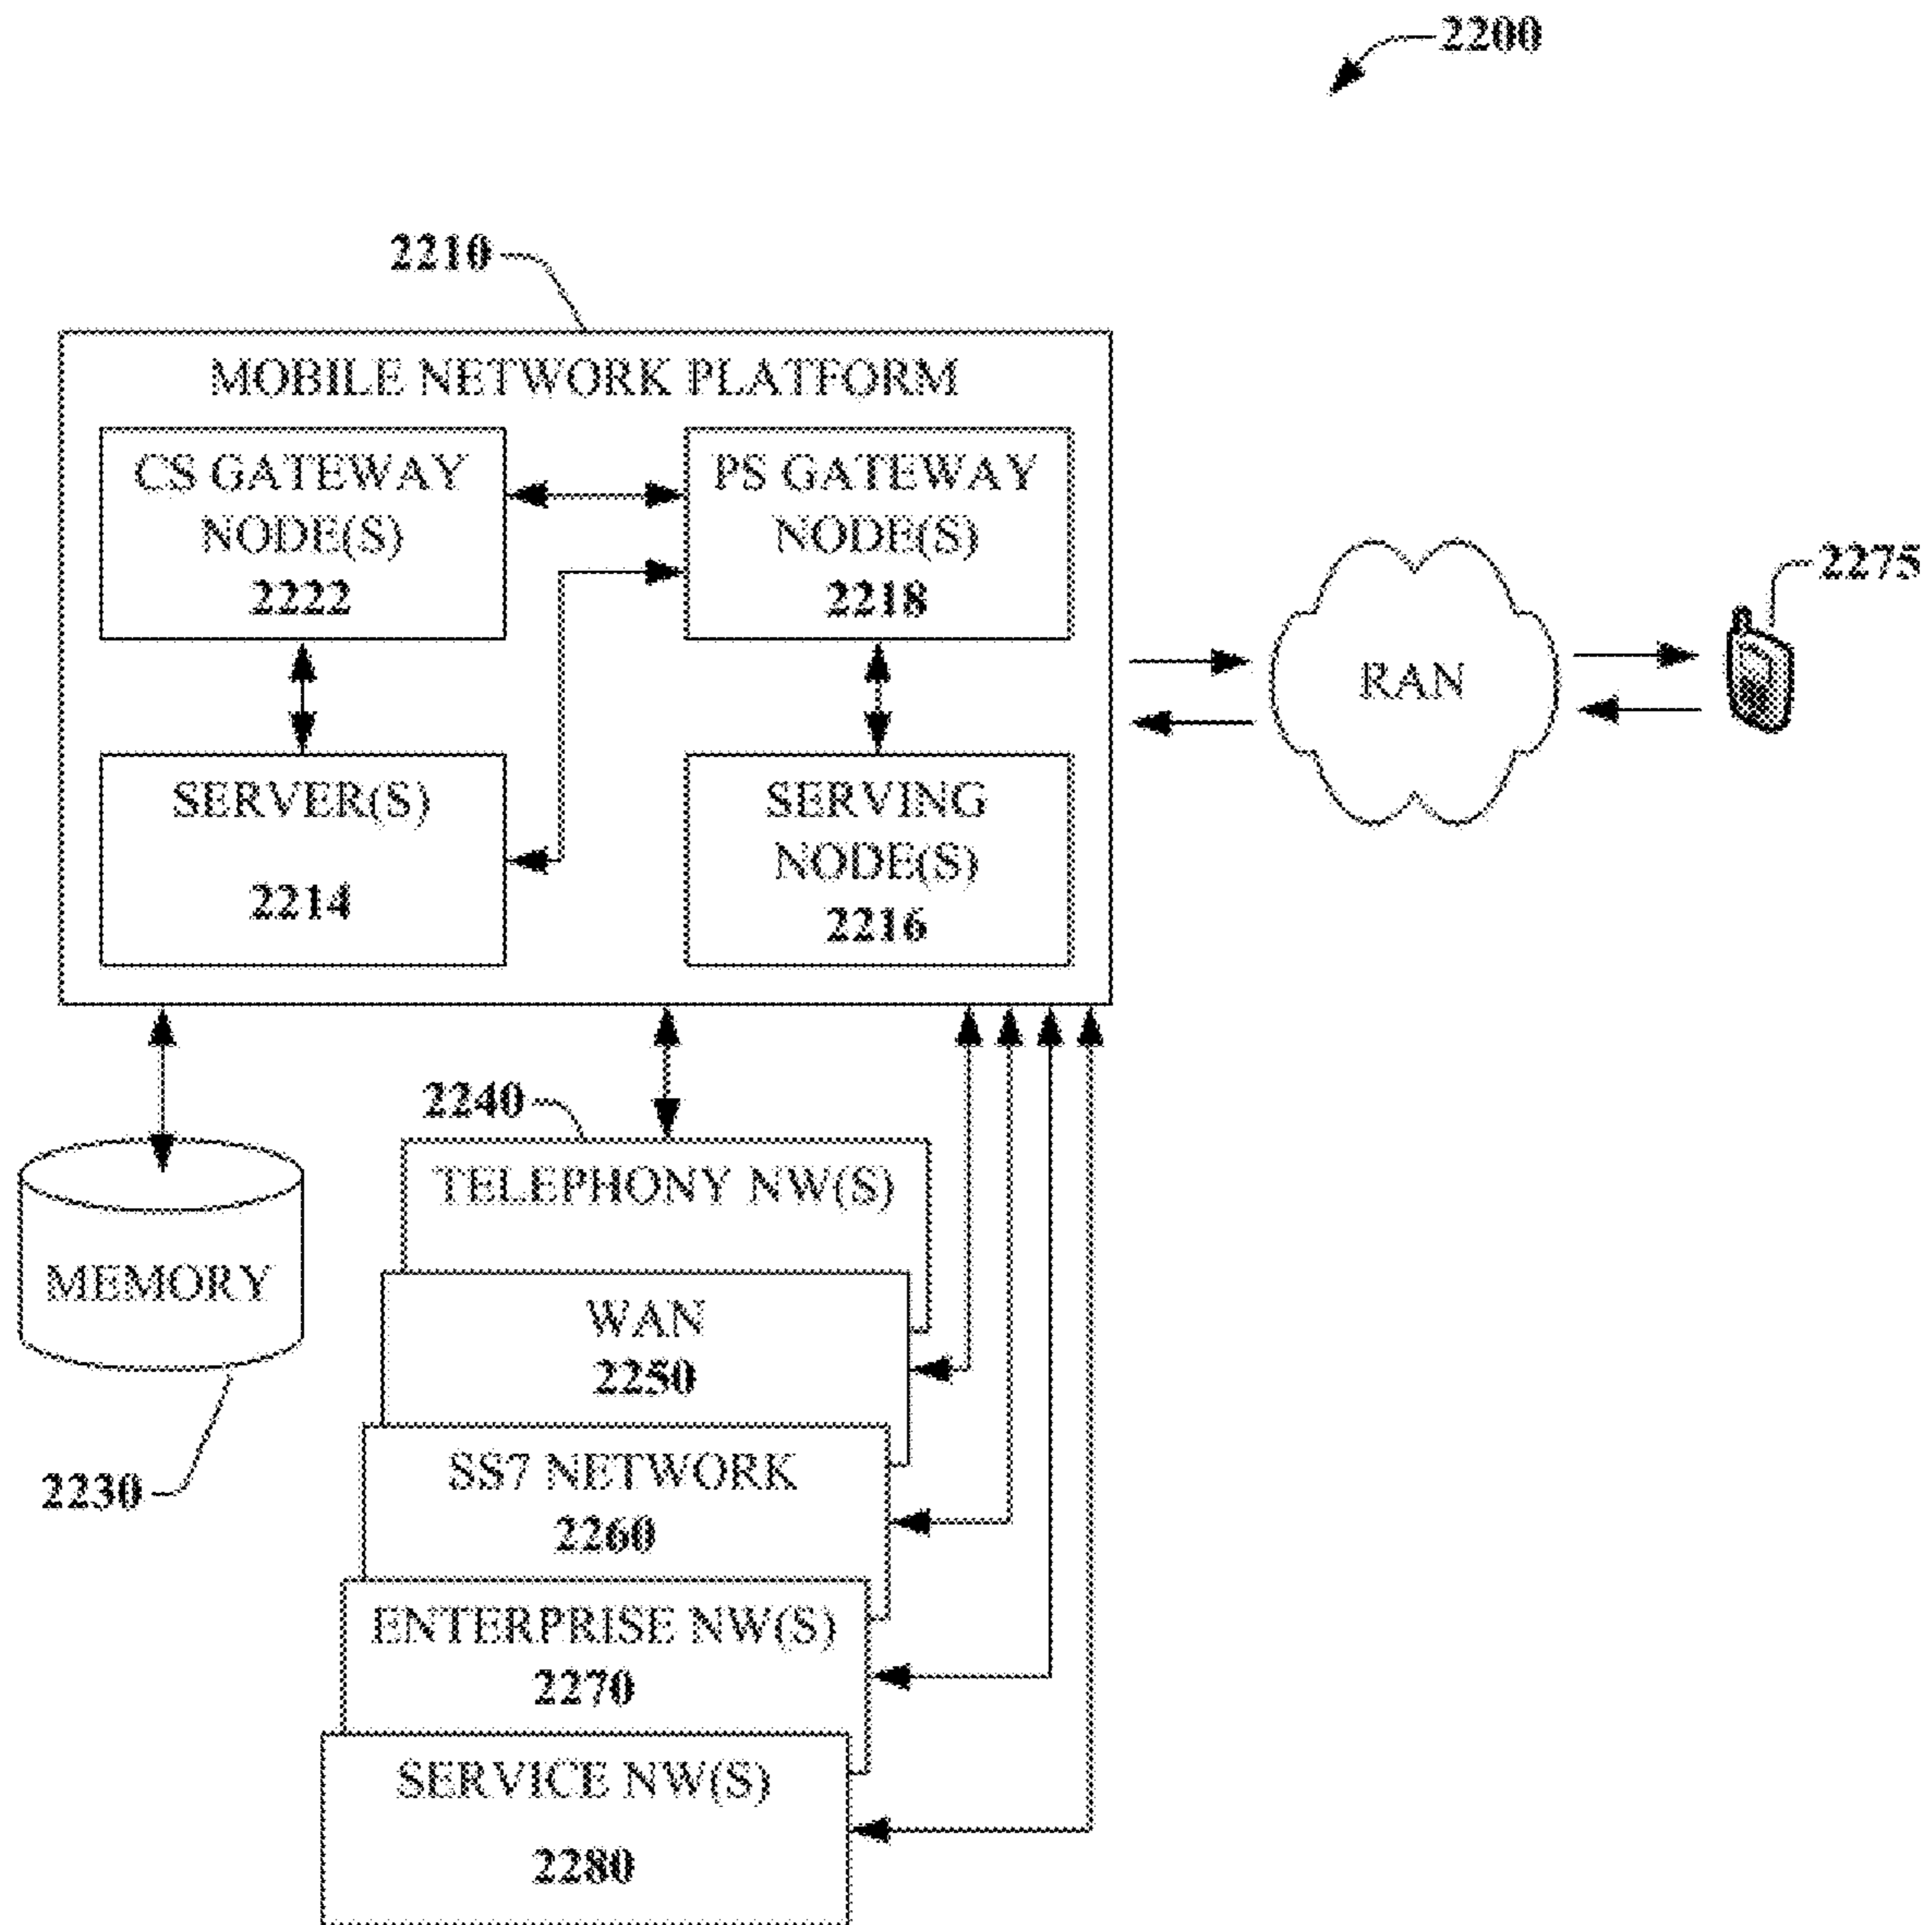 2200
2210
MOBILE NETWORK PLATFORM
CS GATEWAY
NODE(S)
2222
PS GATEWAY
NODE(S)
2218
SERVER(S)
2214
SERVING
NODE(S)
2216
RAN
2275
2240
TELEPHONY NW(S)
MEMORY
2230
WAN
2250
SS7 NETWORK
2260
ENTERPRISE NW(S)
2270
SERVICE NW(S)
2280